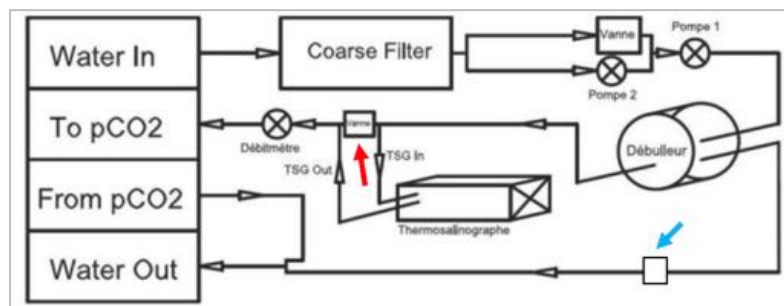 Water In
Coarse Filter
Vanne
Pompe 1
Pompe 2
To pCO2
Vanne
Débitmètre
TSG Out
TSG In
Débulleur
From pCO2
Thermosalinographe
Water Out